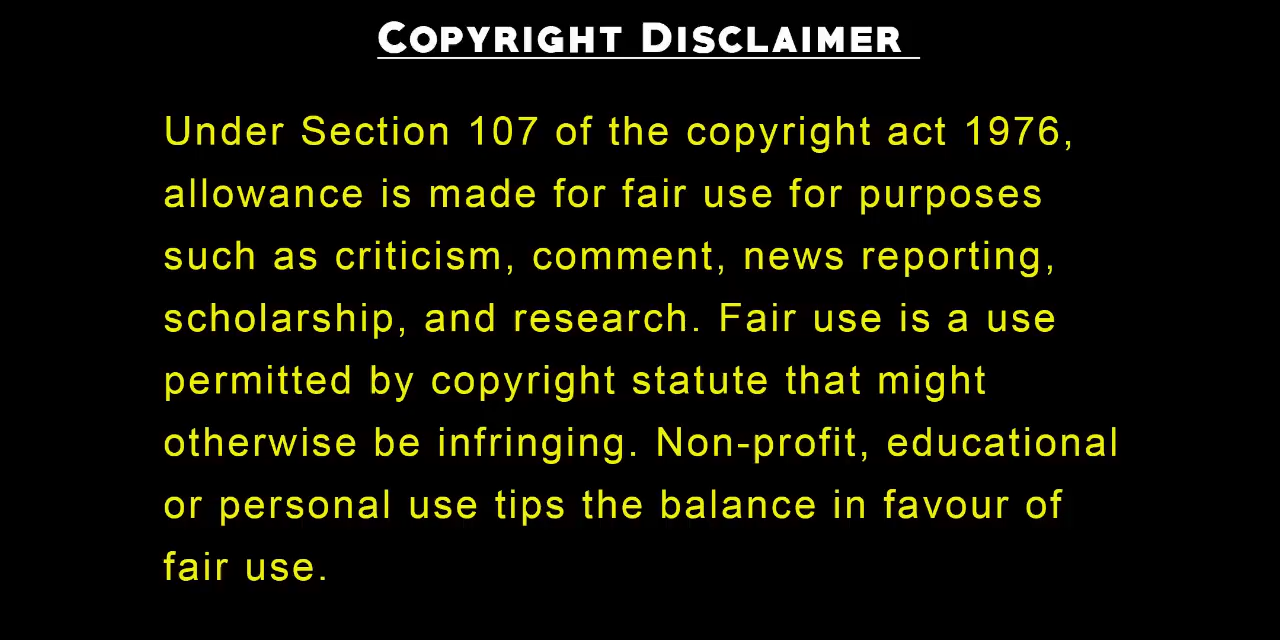 Copyright Disclaimer
Under Section 107 of the copyright act 1976,
allowance is made for fair use for purposes
such as criticism, comment, news reporting,
scholarship, and research. Fair use is a use
permitted by copyright statute that might
otherwise be infringing. Non-profit, educational
or personal use tips the balance in favour of
fair use.